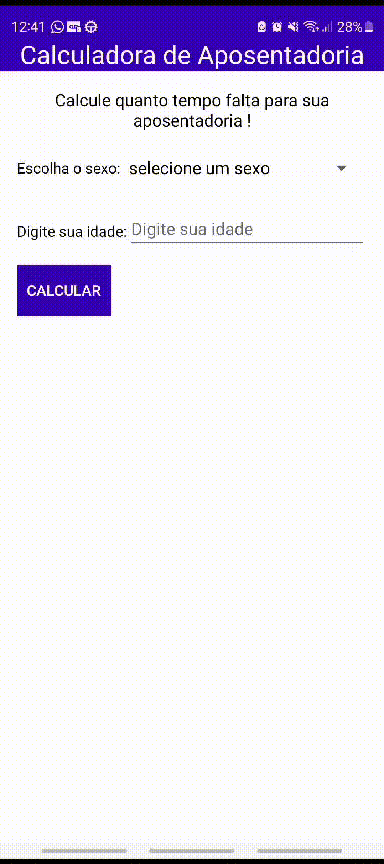 12:41 28%
Calculadora de Aposentadoria
Calcule quanto tempo falta para sua
aposentadoria !
Escolha o sexo: selecione um sexo
Digite sua idade: Digite sua idade
CALCULAR